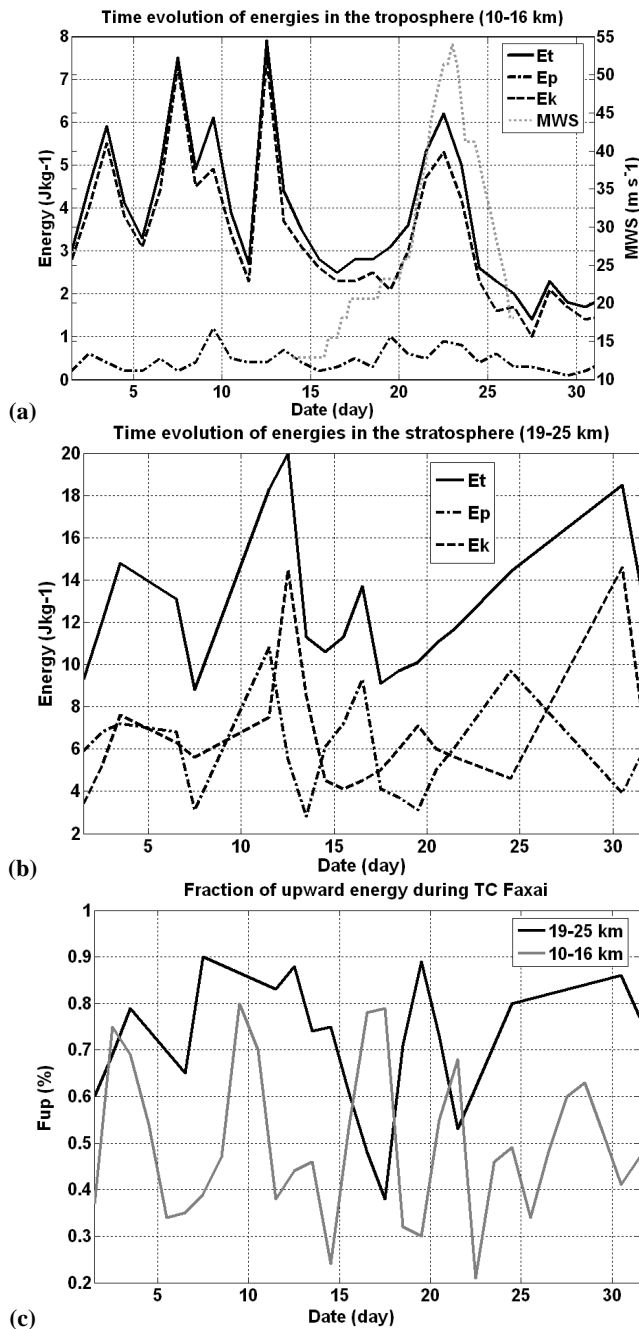 Time evolution of energies in the troposphere (10-16 km)
8
7
6
5
4
3
2
1
0
Energy (Jkg-1)
55
50
45
40
35
30
25
20
15
10
MWS (m s-1)
Et
Ep
Ek
MWS
5 10 15 20 25 30
Date (day)
(a)
Time evolution of energies in the stratosphere (19-25 km)
20
18
16
14
12
10
8
6
4
2
Energy (Jkg-1)
Et
Ep
Ek
5 10 15 20 25 30
Date (day)
(b)
Fraction of upward energy during TC Faxai
1
0.9
0.8
0.7
0.6
0.5
0.4
0.3
0.2
Fup (%)
19-25 km
10-16 km
5 10 15 20 25 30
Date (day)
(c)